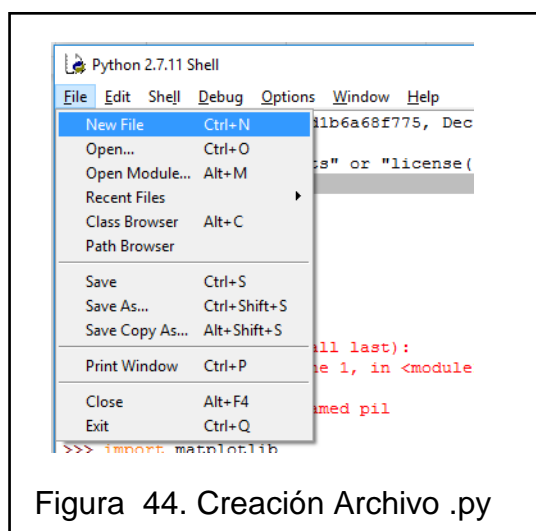 Python 2.7.11 Shell
File Edit Shell Debug Options Window Help
New File Ctrl+N
1b6a68f775, Dec
Open... Ctrl+O
s" or "license(
Open Module... Alt+M
Recent Files
Class Browser Alt+C
Path Browser
Save Ctrl+S
Save As... Ctrl+Shift+S
Save Copy As... Alt+Shift+S
all last):
Print Window Ctrl+P
e 1, in <module
Close Alt+F4
amed pil
Exit Ctrl+Q
>>> import matplotlib
Figura 44. Creación Archivo .py